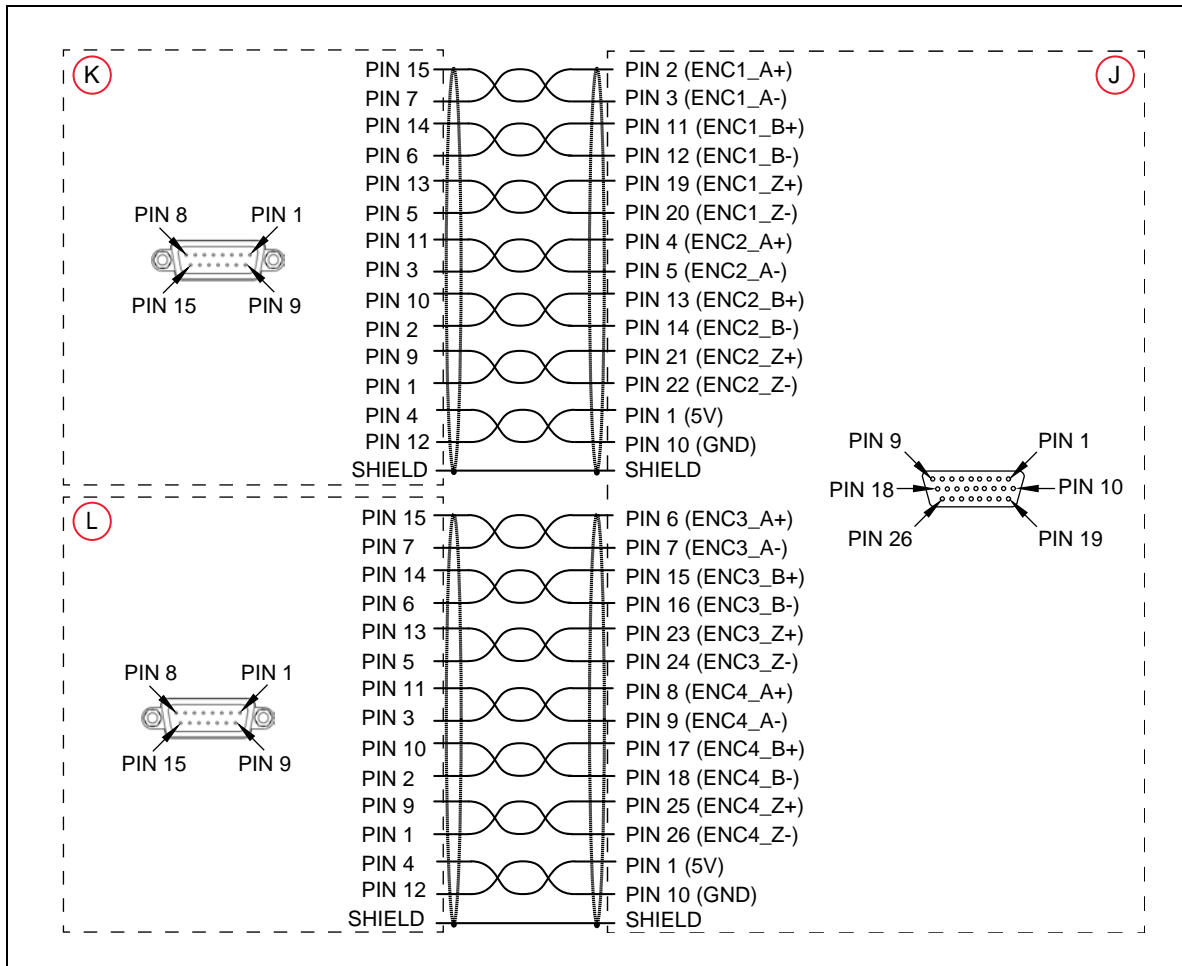 K
J
PIN 15
PIN 2 (ENC1_A+)
PIN 7
PIN 3 (ENC1_A-)
PIN 14
PIN 11 (ENC1_B+)
PIN 6
PIN 12 (ENC1_B-)
PIN 13
PIN 19 (ENC1_Z+)
PIN 5
PIN 20 (ENC1_Z-)
PIN 11
PIN 4 (ENC2_A+)
PIN 3
PIN 5 (ENC2_A-)
PIN 10
PIN 13 (ENC2_B+)
PIN 2
PIN 14 (ENC2_B-)
PIN 9
PIN 21 (ENC2_Z+)
PIN 1
PIN 22 (ENC2_Z-)
PIN 4
PIN 1 (5V)
PIN 12
PIN 10 (GND)
SHIELD
SHIELD
PIN 8
PIN 1
PIN 15
PIN 9
PIN 9
PIN 1
PIN 18
PIN 10
PIN 26
PIN 19
L
PIN 15
PIN 6 (ENC3_A+)
PIN 7
PIN 7 (ENC3_A-)
PIN 14
PIN 15 (ENC3_B+)
PIN 6
PIN 16 (ENC3_B-)
PIN 13
PIN 23 (ENC3_Z+)
PIN 5
PIN 24 (ENC3_Z-)
PIN 11
PIN 8 (ENC4_A+)
PIN 3
PIN 9 (ENC4_A-)
PIN 10
PIN 17 (ENC4_B+)
PIN 2
PIN 18 (ENC4_B-)
PIN 9
PIN 25 (ENC4_Z+)
PIN 1
PIN 26 (ENC4_Z-)
PIN 4
PIN 1 (5V)
PIN 12
PIN 10 (GND)
SHIELD
SHIELD
PIN 8
PIN 1
PIN 15
PIN 9